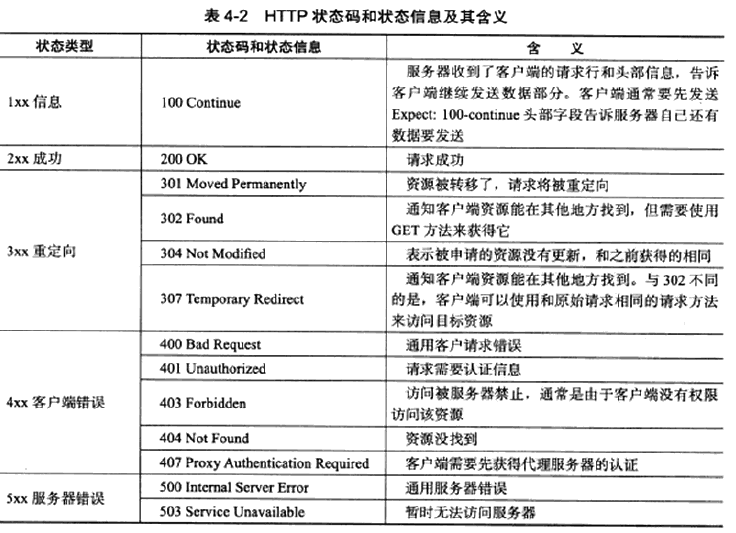 表 4-2 HTTP 状态码和状态信息及其含义
状态类型 状态码和状态信息 含 义
1xx 信息 100 Continue 服务器收到了客户端的请求行和头部信息，告诉
客户端继续发送数据部分。客户端通常要先发送
Expect: 100-continue 头部字段告诉服务器自己还有
数据要发送
2xx 成功 200 OK 请求成功
3xx 重定向 301 Moved Permanently 资源被转移了，请求将被重定向
302 Found 通知客户端资源能在其他地方找到，但需要使用
GET 方法来获得它
304 Not Modified 表示被申请的资源没有更新，和之前获得的相同
307 Temporary Redirect 通知客户端资源能在其他地方找到。与 302 不同
的是，客户端可以使用和原始请求相同的请求方法
来访问目标资源
4xx 客户端错误 400 Bad Request 通用客户请求错误
401 Unauthorized 请求需要认证信息
403 Forbidden 访问被服务器禁止，通常是由于客户端没有权限
访问该资源
404 Not Found 资源没找到
407 Proxy Authentication Required 客户端需要先获得代理服务器的认证
5xx 服务器错误 500 Internal Server Error 通用服务器错误
503 Service Unavailable 暂时无法访问服务器